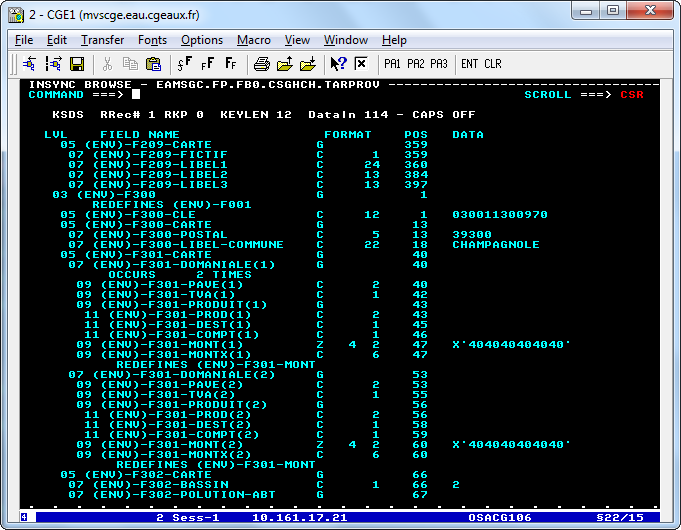 2 - CGE1 (mvscge.eau.cgeaux.fr)
File Edit Transfer Fonts Options Macro View Window Help
PA1 PA2 PA3 ENT CLR
INSYNC BROWSE - EAMSGC.FP.FB0.CSGHCH.TARPROV --------------------------------
COMMAND ===> SCROLL ===> CSR
KSDS RRec# 1 RKP 0 KEYLEN 12 DataIn 114 - CAPS OFF
LVL FIELD NAME FORMAT POS DATA
05 (ENV)-F209-CARTE G 359
07 (ENV)-F209-FICTIF C 1 359
07 (ENV)-F209-LIBEL1 C 24 360
07 (ENV)-F209-LIBEL2 C 13 384
07 (ENV)-F209-LIBEL3 C 13 397
03 (ENV)-F300 G 1
REDEFINES (ENV)-F001
05 (ENV)-F300-CLE C 12 1 030011300970
05 (ENV)-F300-CARTE G 13
07 (ENV)-F300-POSTAL C 5 13 39300
07 (ENV)-F300-LIBEL-COMMUNE C 22 18 CHAMPAGNOLE
05 (ENV)-F301-CARTE G 40
07 (ENV)-F301-DOMANIALE(1) G 40
OCCURS 2 TIMES
09 (ENV)-F301-PAVE(1) C 2 40
09 (ENV)-F301-TVA(1) C 1 42
09 (ENV)-F301-PRODUIT(1) G 43
11 (ENV)-F301-PROD(1) C 2 43
11 (ENV)-F301-DEST(1) C 1 45
11 (ENV)-F301-COMPT(1) C 1 46
09 (ENV)-F301-MONT(1) Z 4 2 47 X'404040404040'
09 (ENV)-F301-MONTX(1) C 6 47
REDEFINES (ENV)-F301-MONT
07 (ENV)-F301-DOMANIALE(2) G 53
09 (ENV)-F301-PAVE(2) C 2 53
09 (ENV)-F301-TVA(2) C 1 55
09 (ENV)-F301-PRODUIT(2) G 56
11 (ENV)-F301-PROD(2) C 2 56
11 (ENV)-F301-DEST(2) C 1 58
11 (ENV)-F301-COMPT(2) C 1 59
09 (ENV)-F301-MONT(2) Z 4 2 60 X'404040404040'
09 (ENV)-F301-MONTX(2) C 6 60
REDEFINES (ENV)-F301-MONT
05 (ENV)-F302-CARTE G 66
07 (ENV)-F302-BASSIN C 1 66 2
07 (ENV)-F302-POLUTION-ABT G 67
4 2 Sess-1 10.161.17.21 OSACG106 §22/15